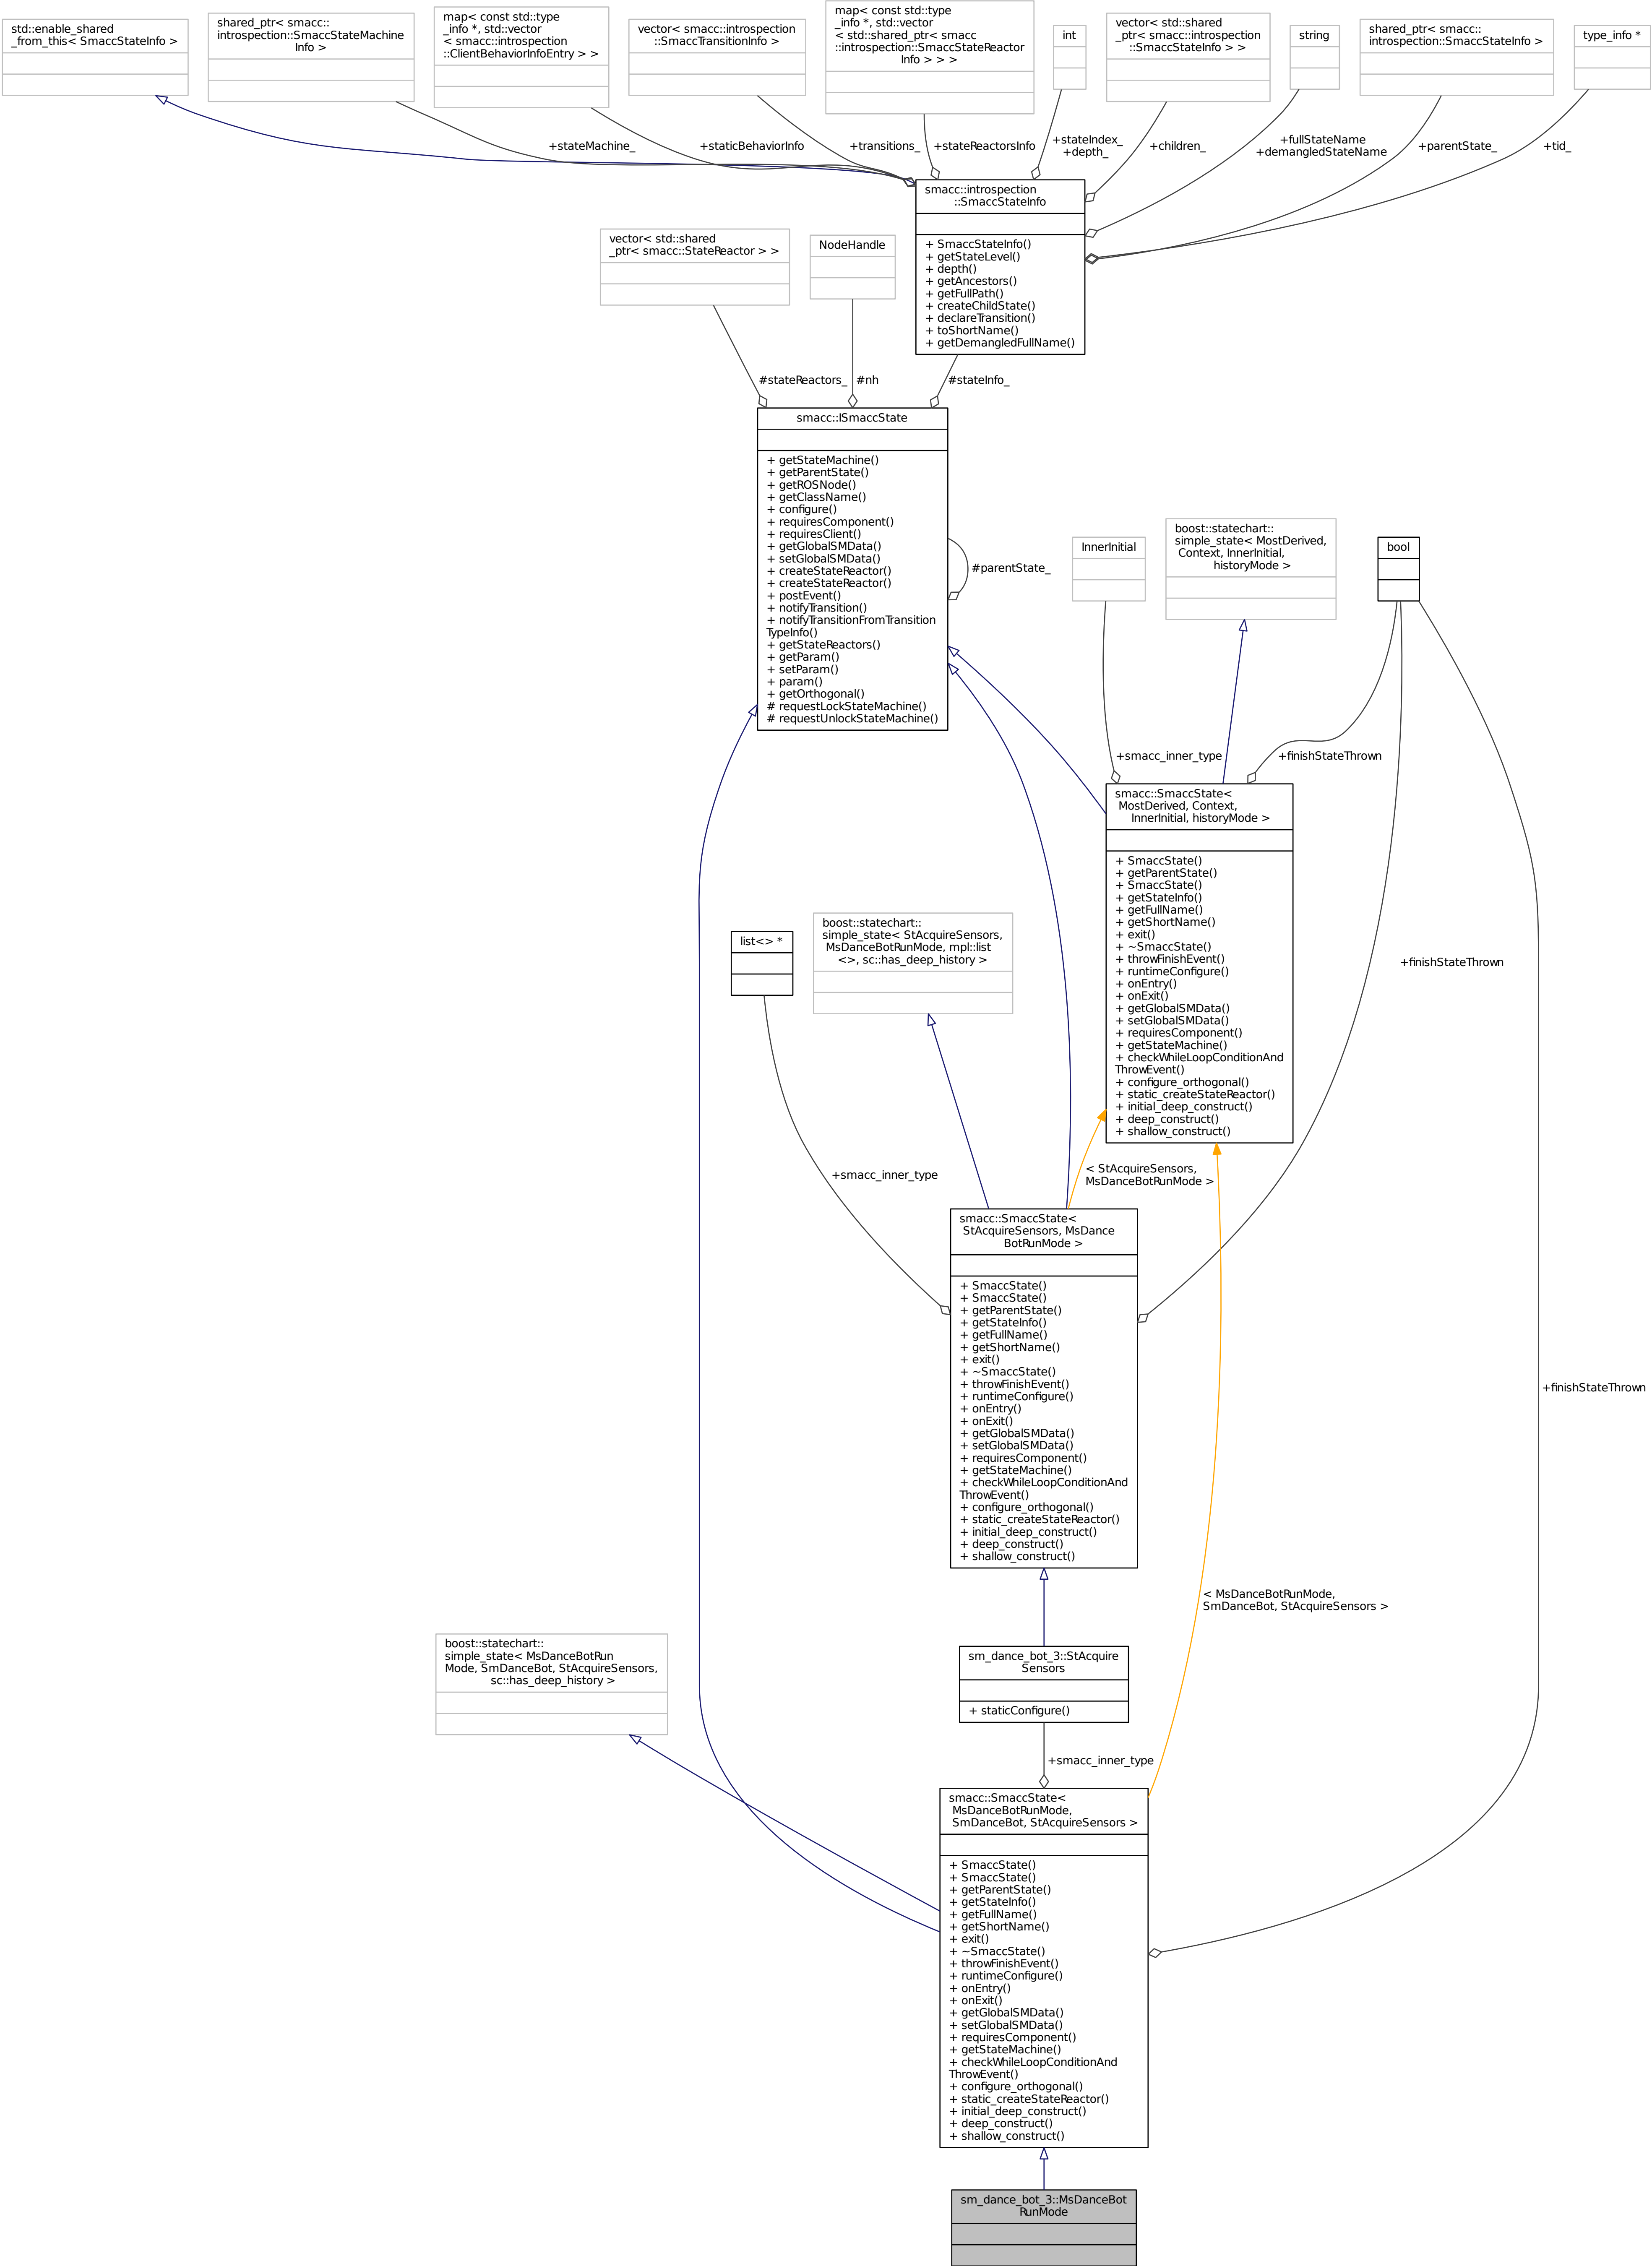 std::enable_shared
_from_this< SmaccStateInfo >
shared_ptr< smacc::
introspection::SmaccStateMachine
Info >
map< const std::type
_info *, std::vector
< smacc::introspection
::ClientBehaviorInfoEntry > >
vector< smacc::introspection
::SmaccTransitionInfo >
map< const std::type
_info *, std::vector
< std::shared_ptr< smacc
::introspection::SmaccStateReactor
Info > > >
int
vector< std::shared
_ptr< smacc::introspection
::SmaccStateInfo > >
string
shared_ptr< smacc::
introspection::SmaccStateInfo >
type_info *
+stateMachine_
+staticBehaviorInfo
+transitions_
+stateReactorsInfo
+stateIndex_
+depth_
+children_
+fullStateName
+demangledStateName
+parentState_
+tid_
smacc::introspection
::SmaccStateInfo
+ SmaccStateInfo()
+ getStateLevel()
+ depth()
+ getAncestors()
+ getFullPath()
+ createChildState()
+ declareTransition()
+ toShortName()
+ getDemangledFullName()
vector< std::shared
_ptr< smacc::StateReactor > >
NodeHandle
#stateReactors_
#nh
#stateInfo_
smacc::ISmaccState
+ getStateMachine()
+ getParentState()
+ getROSNode()
+ getClassName()
+ configure()
+ requiresComponent()
+ requiresClient()
+ getGlobalSMData()
+ setGlobalSMData()
+ createStateReactor()
+ createStateReactor()
+ postEvent()
+ notifyTransition()
+ notifyTransitionFromTransition
TypeInfo()
+ getStateReactors()
+ getParam()
+ setParam()
+ param()
+ getOrthogonal()
# requestLockStateMachine()
# requestUnlockStateMachine()
#parentState_
InnerInitial
boost::statechart::
simple_state< MostDerived,
Context, InnerInitial,
historyMode >
bool
+smacc_inner_type
+finishStateThrown
smacc::SmaccState<
MostDerived, Context,
InnerInitial, historyMode >
+ SmaccState()
+ getParentState()
+ SmaccState()
+ getStateInfo()
+ getFullName()
+ getShortName()
+ exit()
+ ~SmaccState()
+ throwFinishEvent()
+ runtimeConfigure()
+ onEntry()
+ onExit()
+ getGlobalSMData()
+ setGlobalSMData()
+ requiresComponent()
+ getStateMachine()
+ checkWhileLoopConditionAnd
ThrowEvent()
+ configure_orthogonal()
+ static_createStateReactor()
+ initial_deep_construct()
+ deep_construct()
+ shallow_construct()
list<> *
boost::statechart::
simple_state< StAcquireSensors,
MsDanceBotRunMode, mpl::list
<>, sc::has_deep_history >
+finishStateThrown
+smacc_inner_type
< StAcquireSensors,
MsDanceBotRunMode >
smacc::SmaccState<
StAcquireSensors, MsDance
BotRunMode >
+ SmaccState()
+ SmaccState()
+ getParentState()
+ getStateInfo()
+ getFullName()
+ getShortName()
+ exit()
+ ~SmaccState()
+ throwFinishEvent()
+ runtimeConfigure()
+ onEntry()
+ onExit()
+ getGlobalSMData()
+ setGlobalSMData()
+ requiresComponent()
+ getStateMachine()
+ checkWhileLoopConditionAnd
ThrowEvent()
+ configure_orthogonal()
+ static_createStateReactor()
+ initial_deep_construct()
+ deep_construct()
+ shallow_construct()
+finishStateThrown
< MsDanceBotRunMode,
SmDanceBot, StAcquireSensors >
boost::statechart::
simple_state< MsDanceBotRun
Mode, SmDanceBot, StAcquireSensors,
sc::has_deep_history >
sm_dance_bot_3::StAcquire
Sensors
+ staticConfigure()
+smacc_inner_type
smacc::SmaccState<
MsDanceBotRunMode,
SmDanceBot, StAcquireSensors >
+ SmaccState()
+ SmaccState()
+ getParentState()
+ getStateInfo()
+ getFullName()
+ getShortName()
+ exit()
+ ~SmaccState()
+ throwFinishEvent()
+ runtimeConfigure()
+ onEntry()
+ onExit()
+ getGlobalSMData()
+ setGlobalSMData()
+ requiresComponent()
+ getStateMachine()
+ checkWhileLoopConditionAnd
ThrowEvent()
+ configure_orthogonal()
+ static_createStateReactor()
+ initial_deep_construct()
+ deep_construct()
+ shallow_construct()
sm_dance_bot_3::MsDanceBot
RunMode